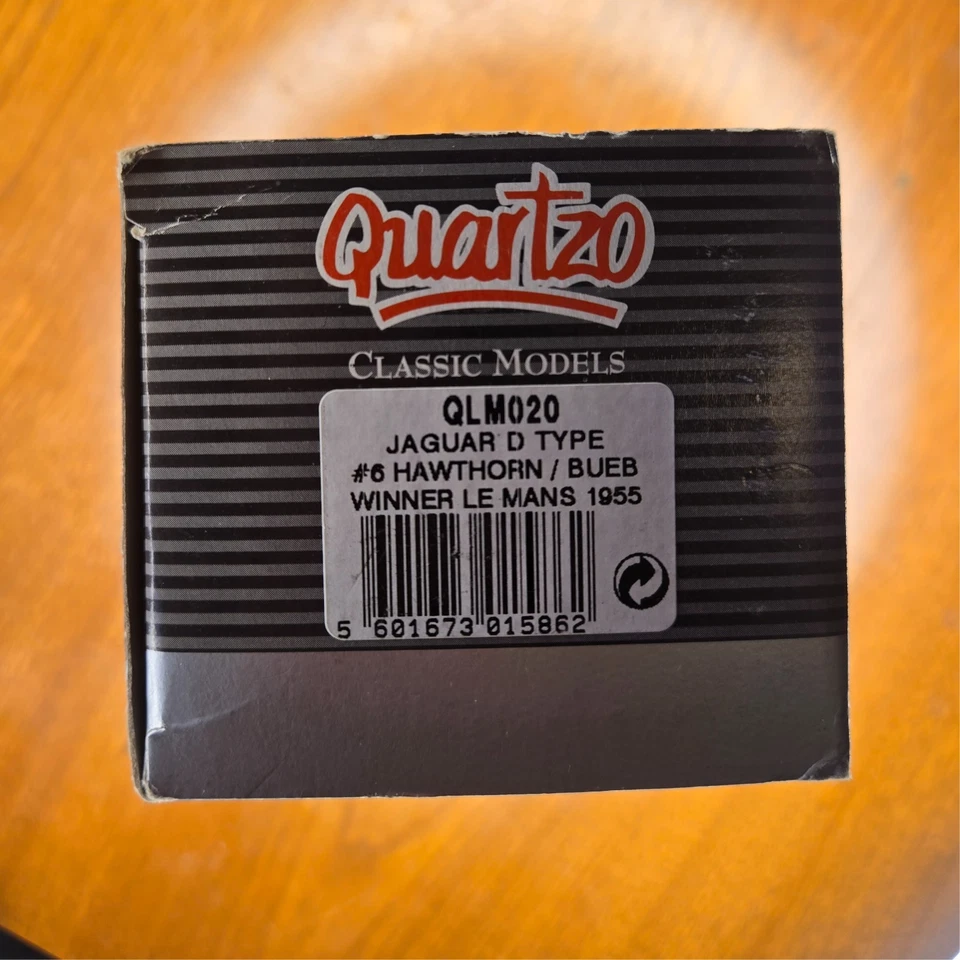 Quartzo
CLASSIC MODELS
QLM020
JAGUAR D TYPE
#6 HAWTHORN / BUEB
WINNER LE MANS 1955
5 601673 015862